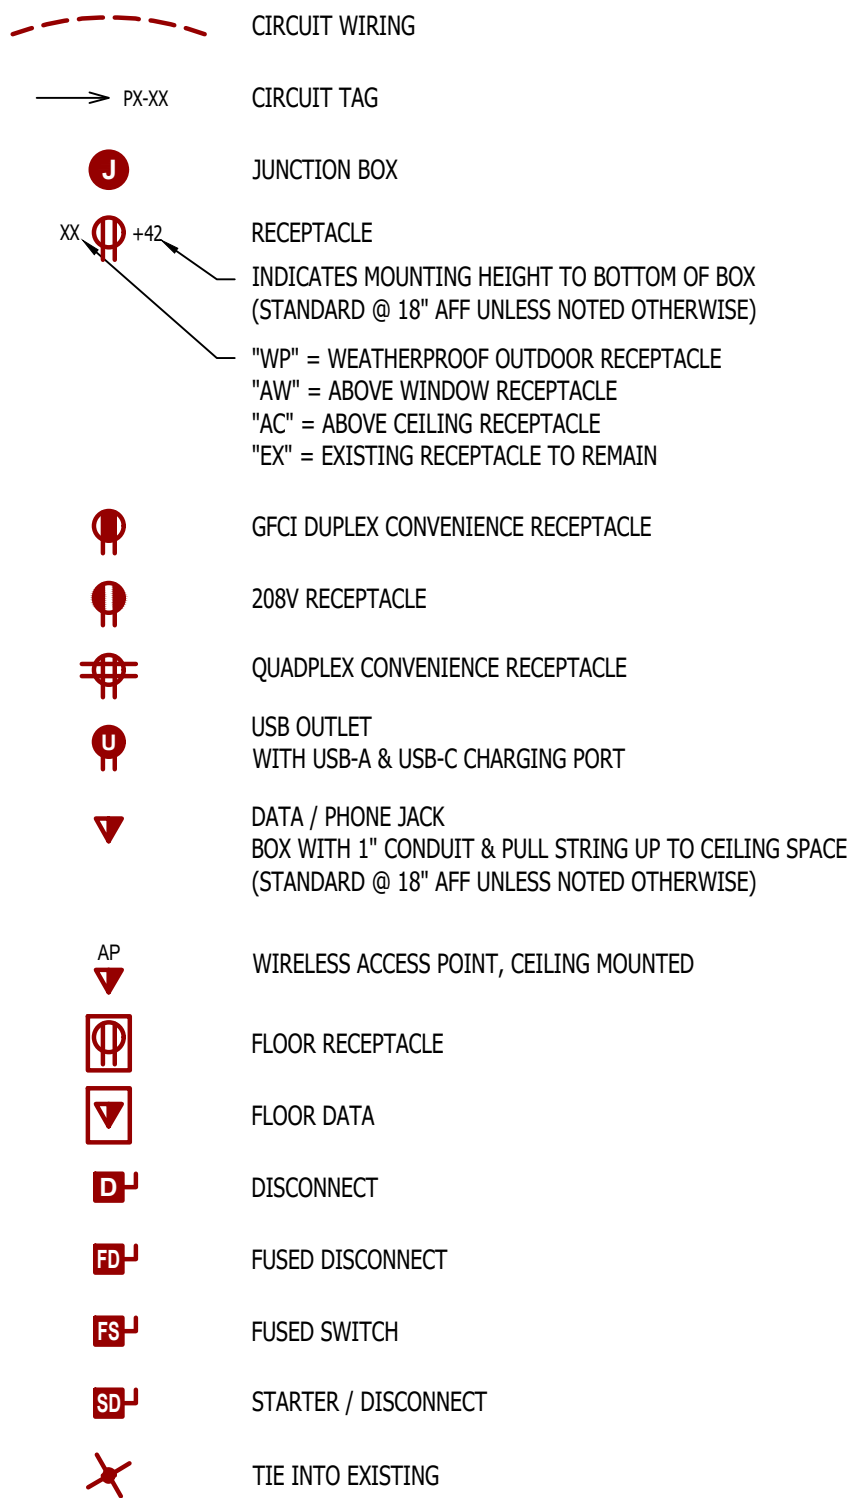 CIRCUIT WIRING
PX-XX CIRCUIT TAG
J JUNCTION BOX
XX +42 RECEPTACLE
INDICATES MOUNTING HEIGHT TO BOTTOM OF BOX
(STANDARD @ 18" AFF UNLESS NOTED OTHERWISE)
"WP" = WEATHERPROOF OUTDOOR RECEPTACLE
"AW" = ABOVE WINDOW RECEPTACLE
"AC" = ABOVE CEILING RECEPTACLE
"EX" = EXISTING RECEPTACLE TO REMAIN
GFCI DUPLEX CONVENIENCE RECEPTACLE
208V RECEPTACLE
QUADPLEX CONVENIENCE RECEPTACLE
USB OUTLET
U WITH USB-A & USB-C CHARGING PORT
DATA / PHONE JACK
BOX WITH 1" CONDUIT & PULL STRING UP TO CEILING SPACE
(STANDARD @ 18" AFF UNLESS NOTED OTHERWISE)
AP WIRELESS ACCESS POINT, CEILING MOUNTED
FLOOR RECEPTACLE
FLOOR DATA
D DISCONNECT
FD FUSED DISCONNECT
FS FUSED SWITCH
SD STARTER / DISCONNECT
TIE INTO EXISTING